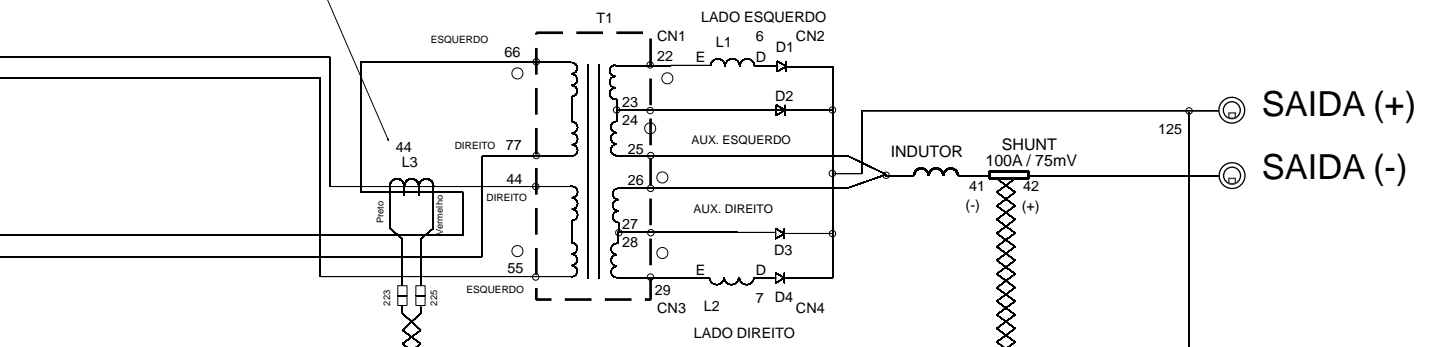 T1
LADO ESQUERDO
ESQUERDO
66
CN1
22
E
L1
6
D
D1
CN2
23
D2
24
SAIDA (+)
125
AUX. ESQUERDO
DIREITO
77
25
44
L3
INDUTOR
SHUNT
100A / 75mV
SAIDA (-)
44
26
41
42
(-)
(+)
DIREITO
Preto
Vermelho
AUX. DIREITO
27
28
D3
55
E
D
ESQUERDO
223
225
29
CN3
L2
7
D4
CN4
LADO DIREITO